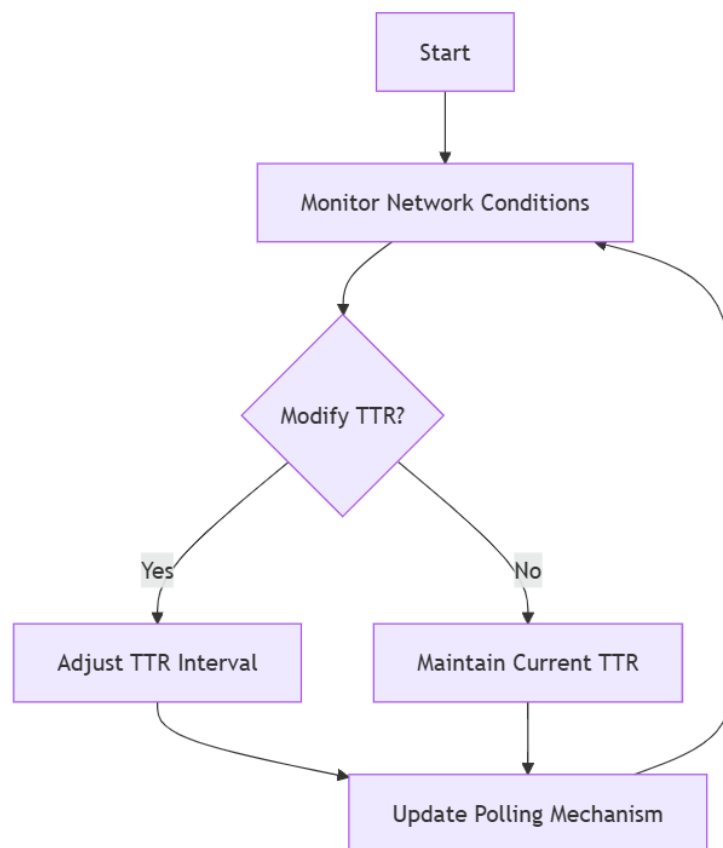 Start
Monitor Network Conditions
Modify TTR?
Yes
No
Adjust TTR Interval
Maintain Current TTR
Update Polling Mechanism